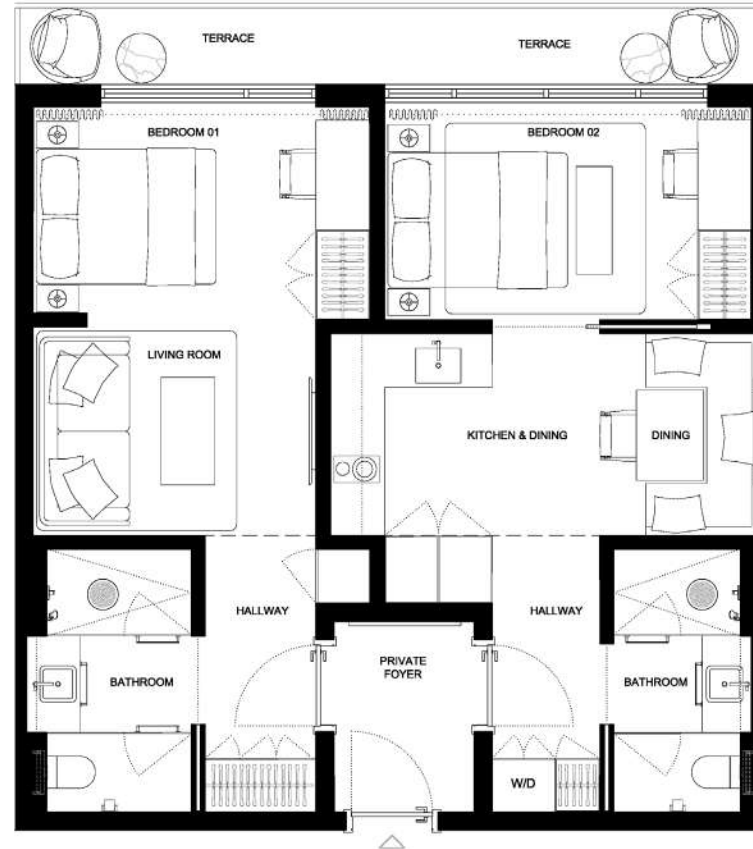 TERRACE
TERRACE
BEDROOM 01
BEDROOM 02
LIVING ROOM
KITCHEN & DINING
DINING
HALLWAY
HALLWAY
PRIVATE
FOYER
BATHROOM
BATHROOM
W/D